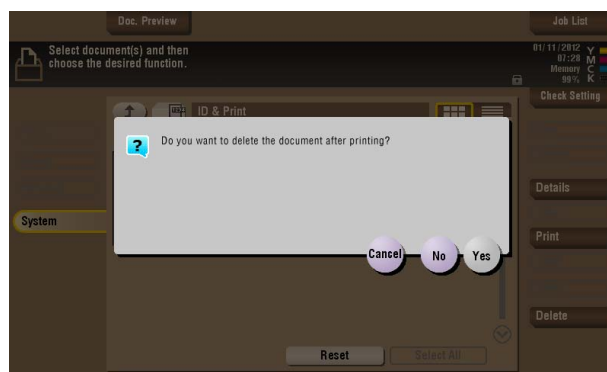 Doc. Preview
Job List
Select document(s) and then
choose the desired function.
01/11/2012
07:28
Memory
90%
Y
M
C
K
Check Setting
ID & Print
Do you want to delete the document after printing?
Details
System
Print
Cancel
No
Yes
Delete
Reset
Select All